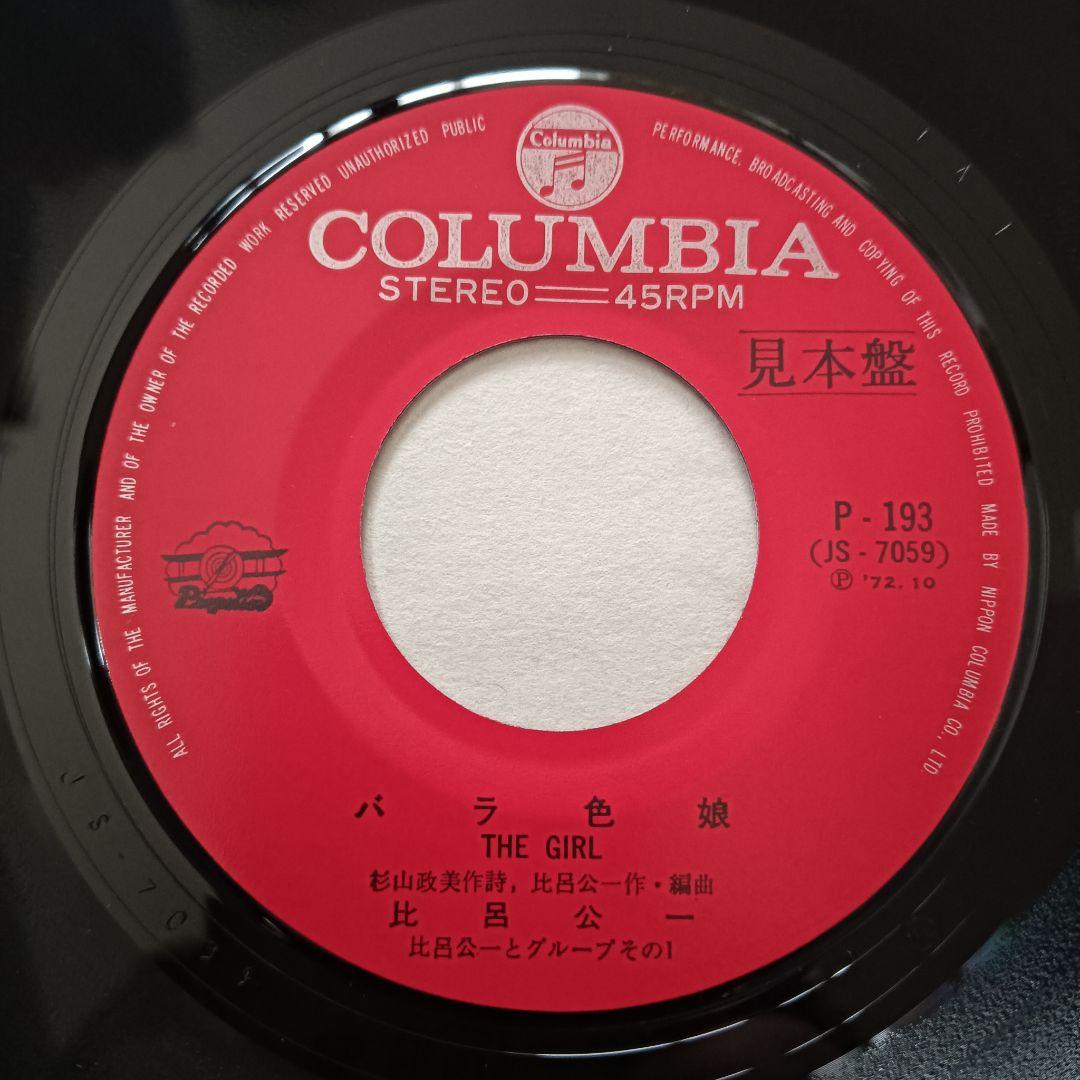 ALL RIGHTS OF THE MANUFACTURER AND OF THE OWNER OF THE RECORDED WORK RESERVED UNAUTHORIZED PUBLIC PERFORMANCE. BROADCASTING AND COPYING OF THIS RECORD PROHIBITED MADE BY NIPPON COLUMBIA CO., LTD.
Columbia
COLUMBIA
STEREO 45RPM
見本盤
P - 193
(JS - 7059)
Ⓟ '72. 10
バラ色娘
THE GIRL
杉山政美作詩, 比呂公一作・編曲
比呂公一
比呂公一とグループその1